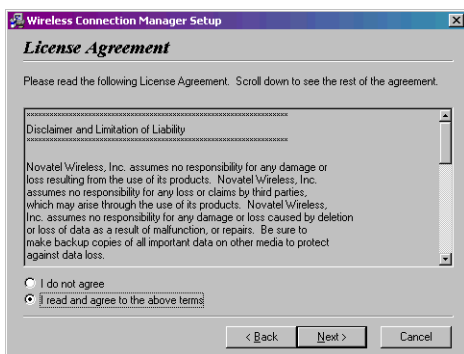 Wireless Connection Manager Setup
License Agreement
Please read the following License Agreement. Scroll down to see the rest of the agreement.
Disclaimer and Limitation of Liability
Novatel Wireless, Inc. assumes no responsibility for any damage or
loss resulting from the use of its products. Novatel Wireless, Inc.
assumes no responsibility for any loss or claims by third parties,
which may arise through the use of its products. Novatel Wireless,
Inc. assumes no responsibility for any damage or loss caused by deletion
or loss of data as a result of malfunction, or repairs. Be sure to
make backup copies of all important data on other media to protect
against data loss.
I do not agree
I read and agree to the above terms
< Back Next > Cancel